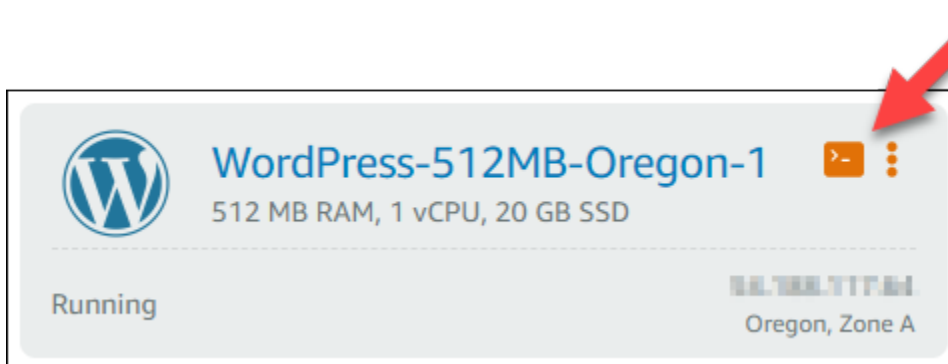 WordPress-512MB-Oregon-1
512 MB RAM, 1 vCPU, 20 GB SSD
Running
Oregon, Zone A